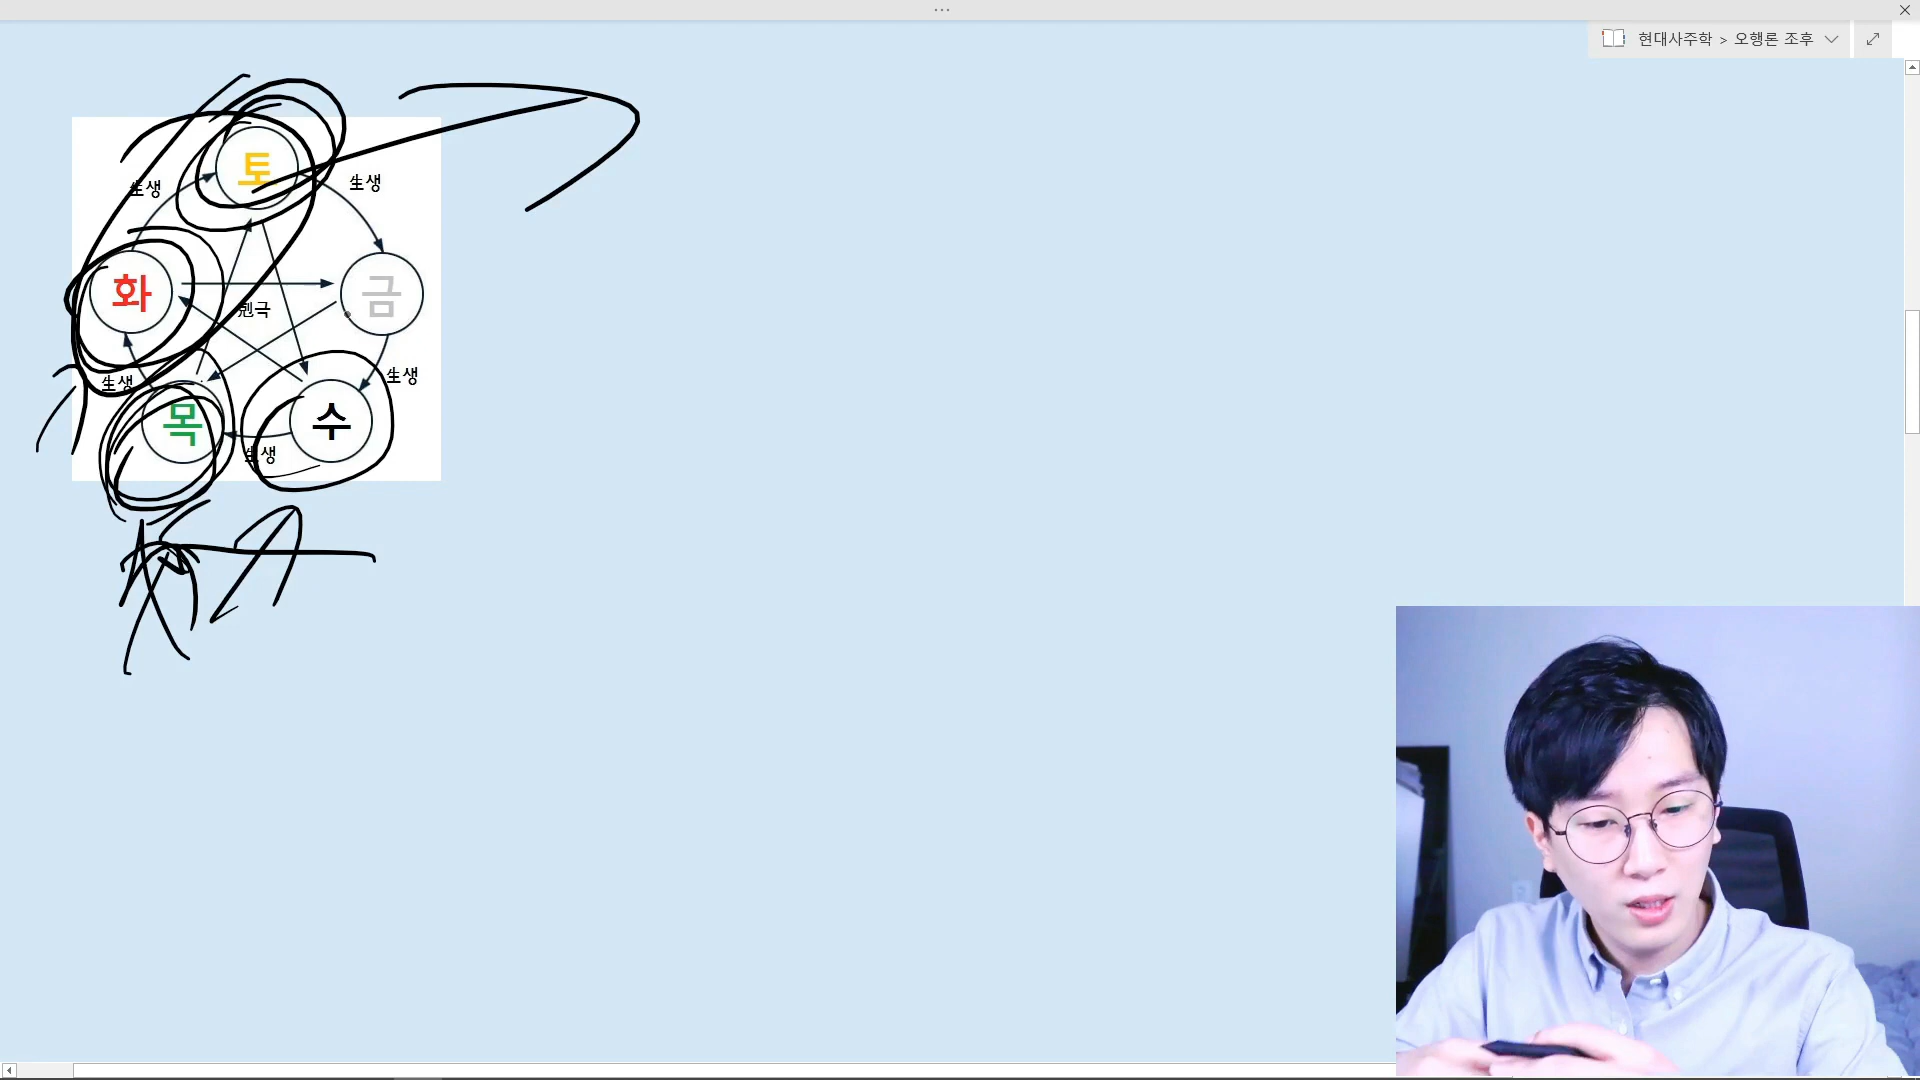 현대사주학 > 오행론 조후
토
生생
生생
화
금
剋극
生생
生생
목
수
生생